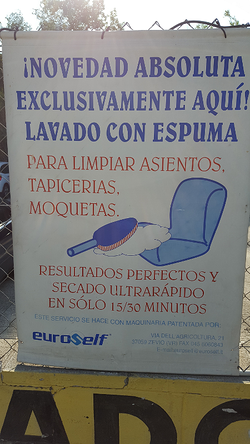 ¡NOVEDAD ABSOLUTA
EXCLUSIVAMENTE AQUÍ!
LAVADO CON ESPUMA
PARA LIMPIAR ASIENTOS,
TAPICERIAS,
MOQUETAS.
RESULTADOS PERFECTOS Y
SECADO ULTRARÁPIDO
EN SÓLO 15/30 MINUTOS
ESTE SERVICIO SE HACE CON MAQUINARIA PATENTADA POR:
euroself